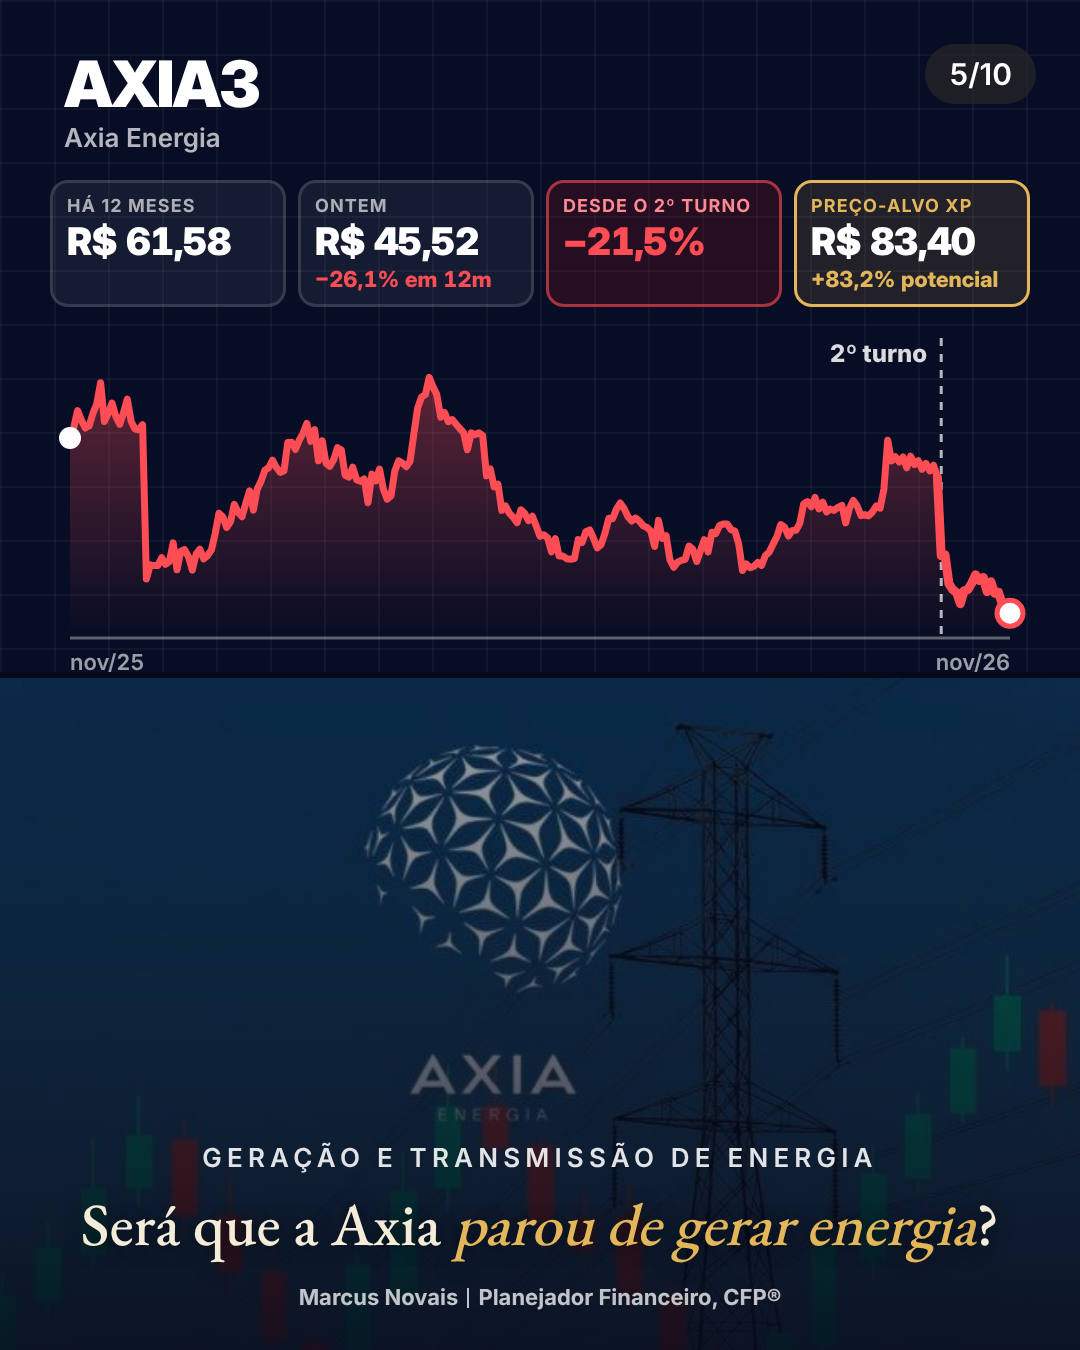 AXIA3
5/10
Axia Energia
HÁ 12 MESES
R$ 61,58
ONTEM
R$ 45,52
−26,1% em 12m
DESDE O 2º TURNO
−21,5%
PREÇO-ALVO XP
R$ 83,40
+83,2% potencial
2º turno
nov/25
nov/26
AXIA
ENERGIA
GERAÇÃO E TRANSMISSÃO DE ENERGIA
Será que a Axia parou de gerar energia?
Marcus Novais | Planejador Financeiro, CFP®